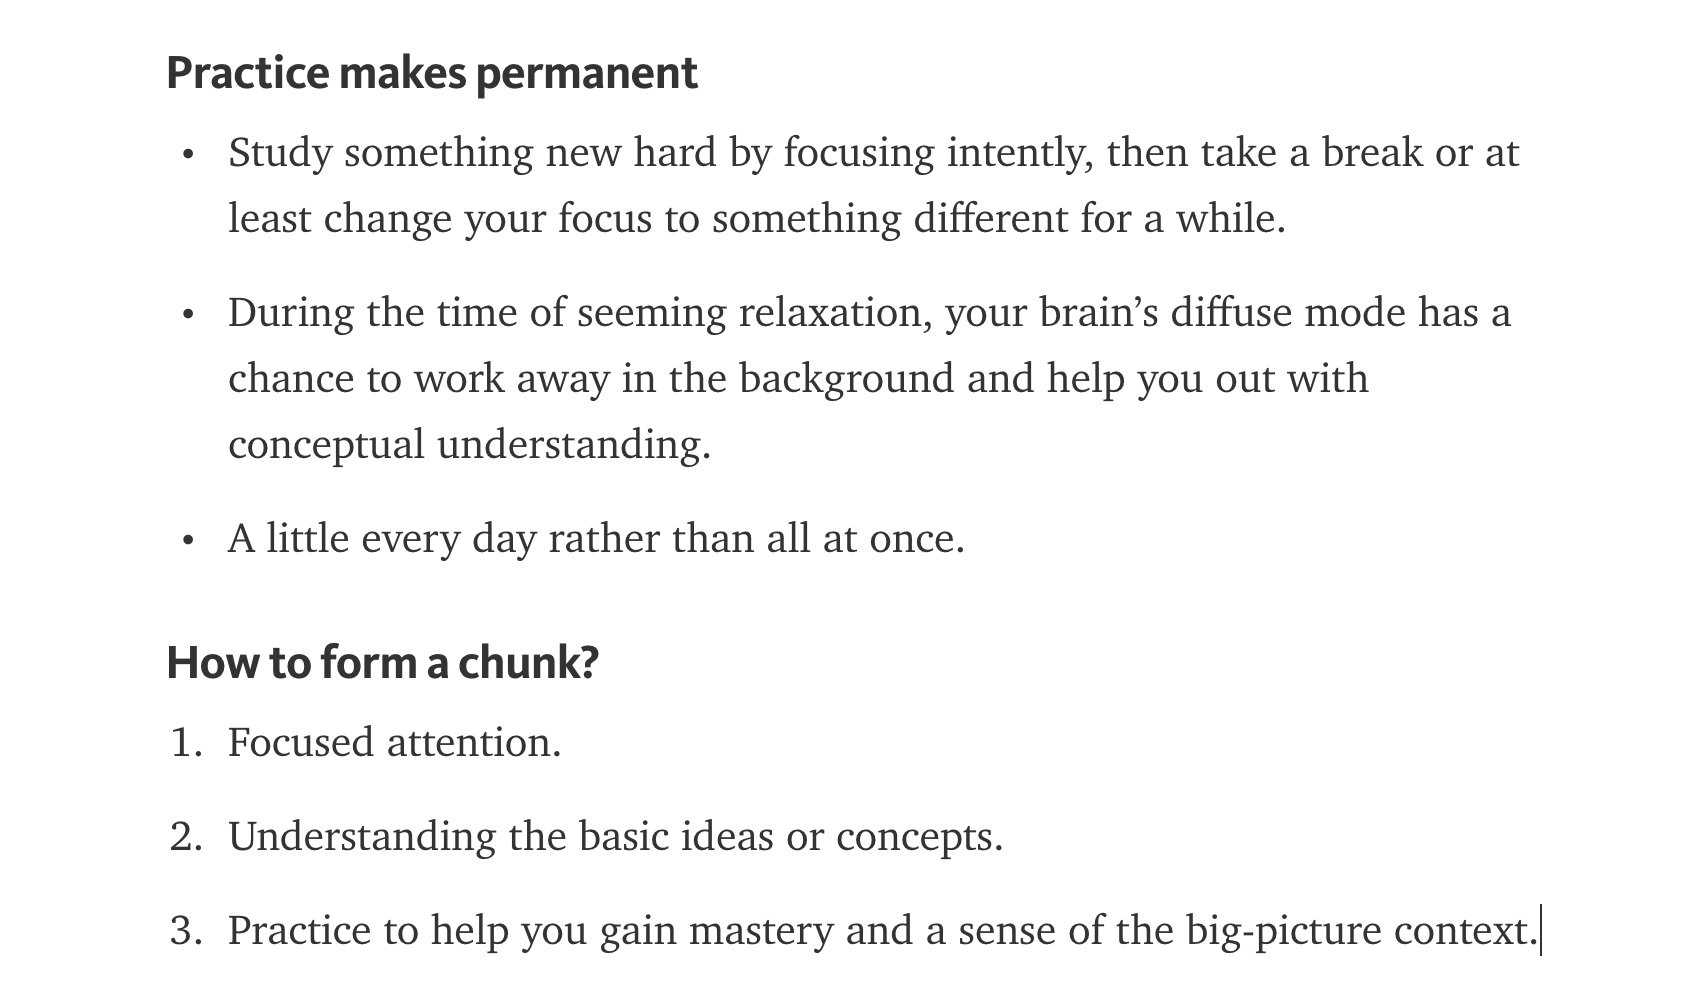 Practice makes permanent
• Study something new hard by focusing intently, then take a break or at
least change your focus to something different for a while.
• During the time of seeming relaxation, your brain’s diffuse mode has a
chance to work away in the background and help you out with
conceptual understanding.
• A little every day rather than all at once.
How to form a chunk?
1. Focused attention.
2. Understanding the basic ideas or concepts.
3. Practice to help you gain mastery and a sense of the big-picture context.